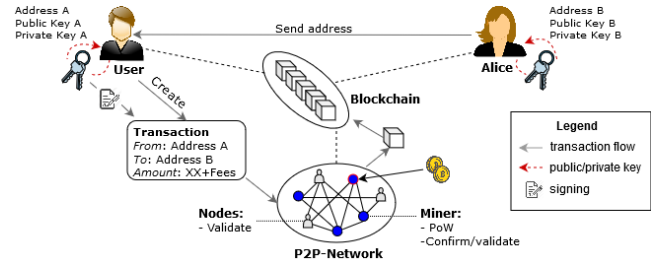 Address A
Public Key A
Private Key A
Send address
Address B
Public Key B
Private Key B
User
Alice
Create
Blockchain
Transaction
From: Address A
To: Address B
Amount: XX+Fees
Legend
transaction flow
public/private key
signing
Nodes:
- Validate
Miner:
- PoW
-Confirm/validate
P2P-Network